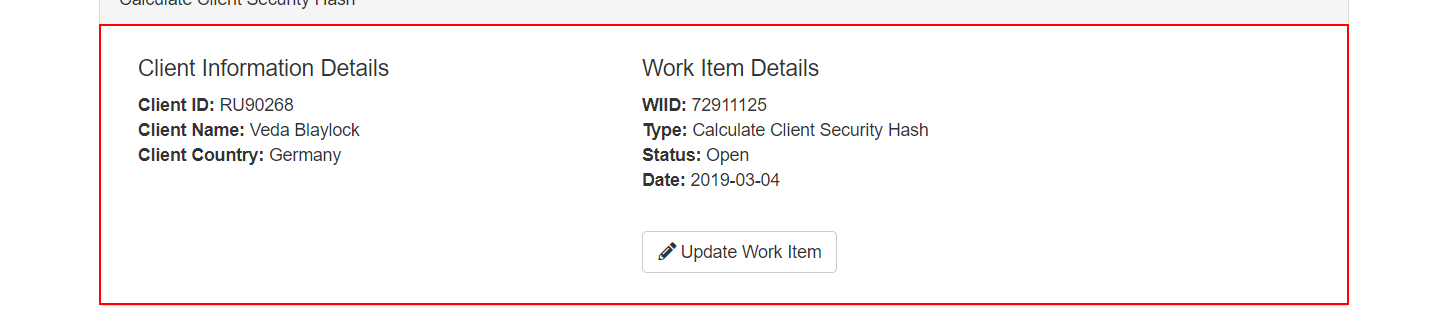 Calculate Client Security Hash
Client Information Details
Client ID: RU90268
Client Name: Veda Blaylock
Client Country: Germany
Work Item Details
WIID: 72911125
Type: Calculate Client Security Hash
Status: Open
Date: 2019-03-04
Update Work Item